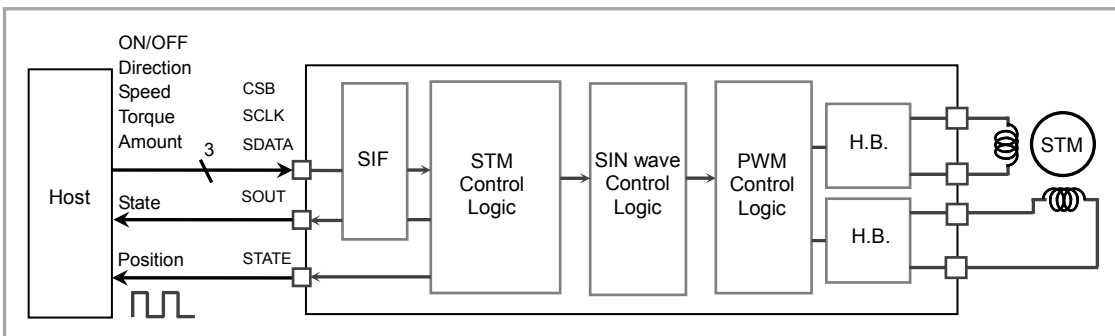 ON/OFF
Direction
Speed
Torque
Amount
CSB
SCLK
SDATA
3
Host
State
SOUT
Position
STATE
SIF
STM
Control
Logic
SIN wave
Control
Logic
PWM
Control
Logic
H.B.
H.B.
STM